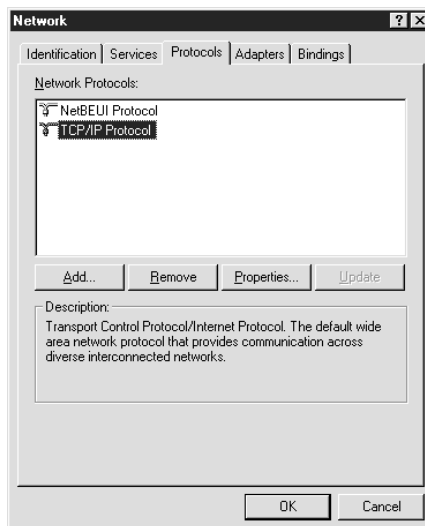 Network
Identification Services Protocols Adapters Bindings
Network Protocols:
NetBEUI Protocol
TCP/IP Protocol
Add... Remove Properties... Update
Description:
Transport Control Protocol/Internet Protocol. The default wide
area network protocol that provides communication across
diverse interconnected networks.
OK Cancel